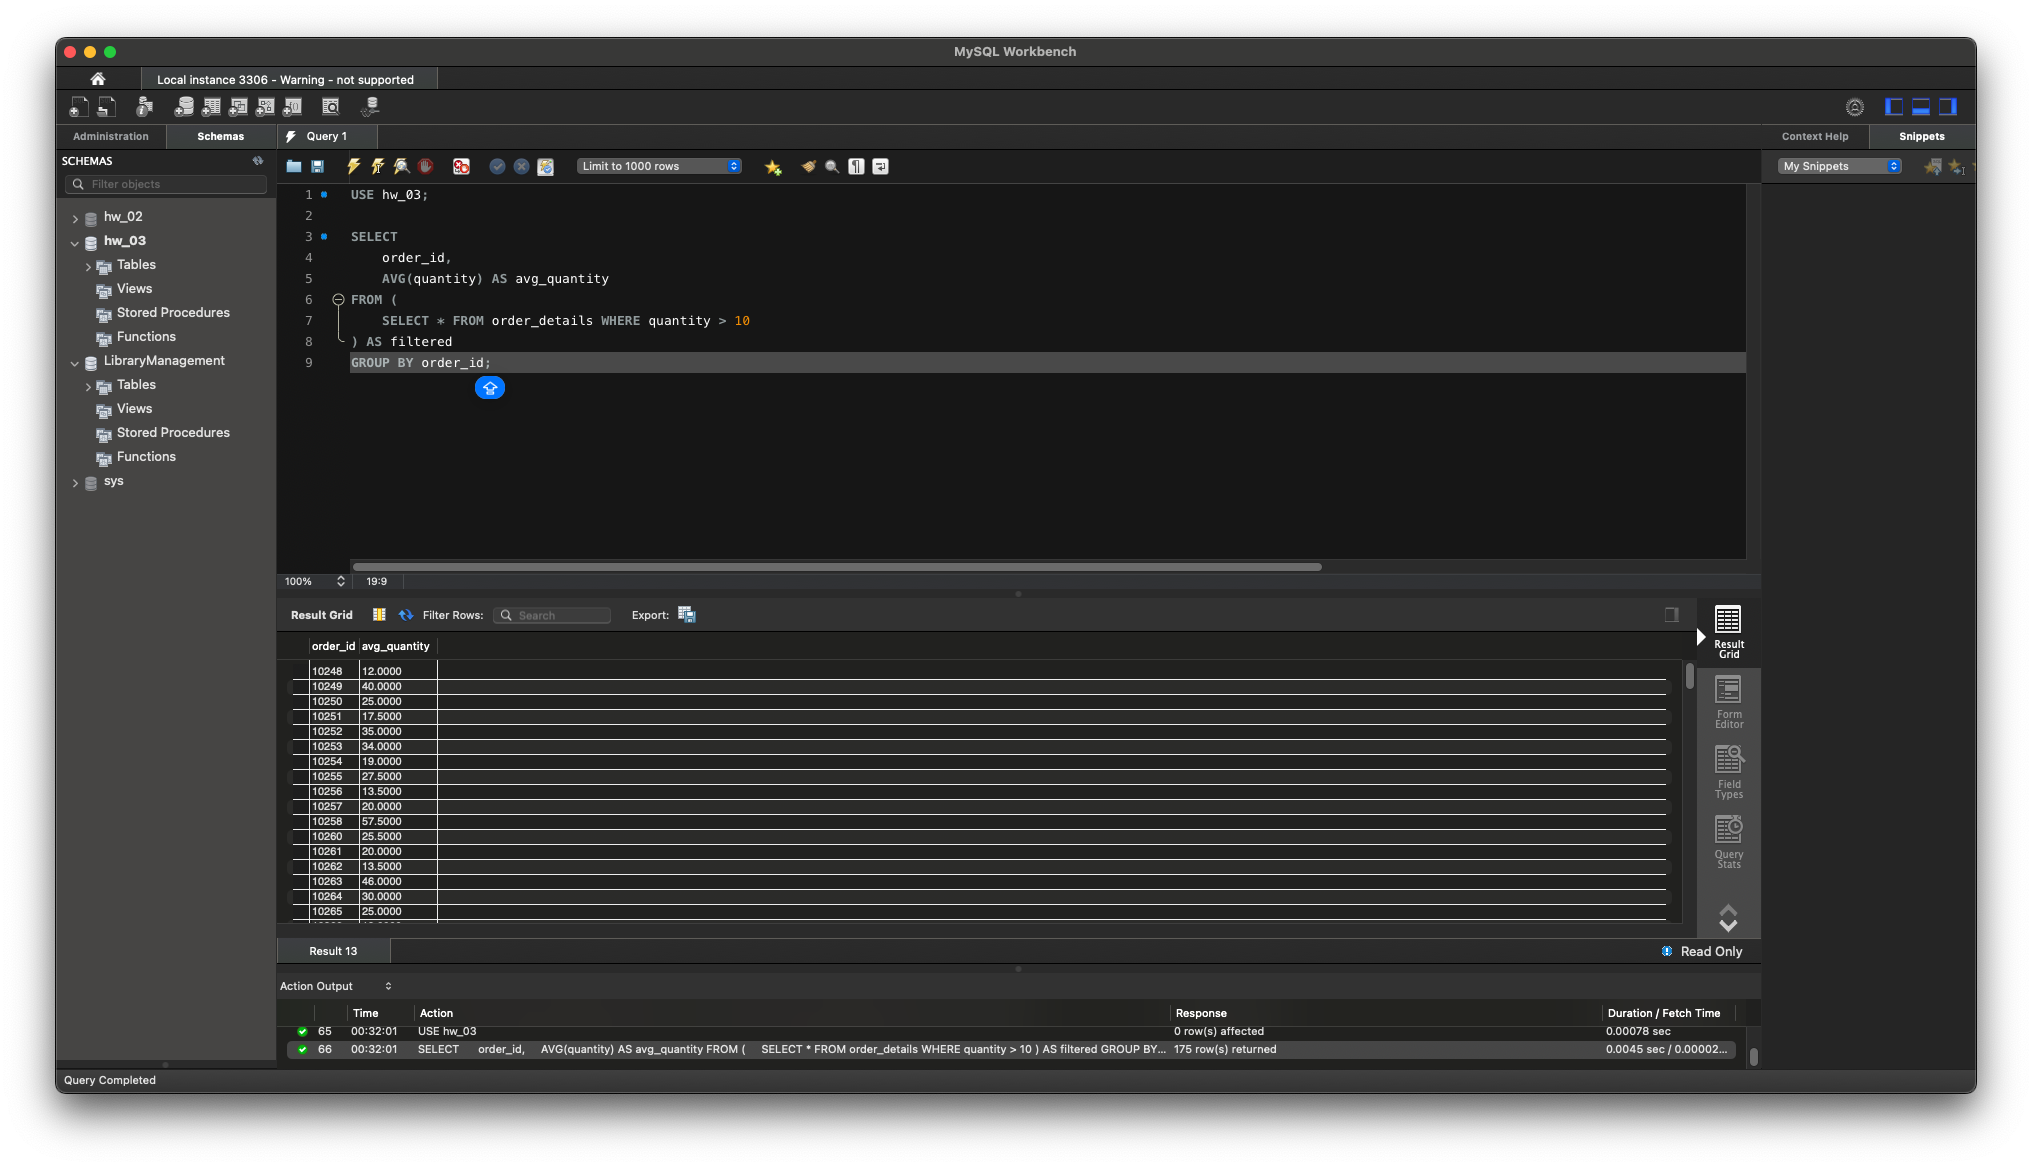 MySQL Workbench
Local instance 3306 - Warning - not supported
Administration Schemas Query 1 Context Help Snippets
SCHEMAS
Filter objects
Limit to 1000 rows
My Snippets
hw_02
hw_03
Tables
Views
Stored Procedures
Functions
LibraryManagement
Tables
Views
Stored Procedures
Functions
sys
1 USE hw_03;
2
3 SELECT
4 order_id,
5 AVG(quantity) AS avg_quantity
6 FROM (
7 SELECT * FROM order_details WHERE quantity > 10
8 ) AS filtered
9 GROUP BY order_id;
100% 19:9
Result Grid Filter Rows: Search Export:
order_id avg_quantity
10248 12.0000
10249 40.0000
10250 25.0000
10251 17.5000
10252 35.0000
10253 34.0000
10254 19.0000
10255 27.5000
10256 13.5000
10257 20.0000
10258 57.5000
10260 25.5000
10261 20.0000
10262 13.5000
10263 46.0000
10264 30.0000
10265 25.0000
Result
Grid
Form
Editor
Field
Types
Query
Stats
Result 13 Read Only
Action Output
Time Action Response Duration / Fetch Time
65 00:32:01 USE hw_03 0 row(s) affected 0.00078 sec
66 00:32:01 SELECT order_id, AVG(quantity) AS avg_quantity FROM ( SELECT * FROM order_details WHERE quantity > 10 ) AS filtered GROUP BY... 175 row(s) returned 0.0045 sec / 0.00002...
Query Completed